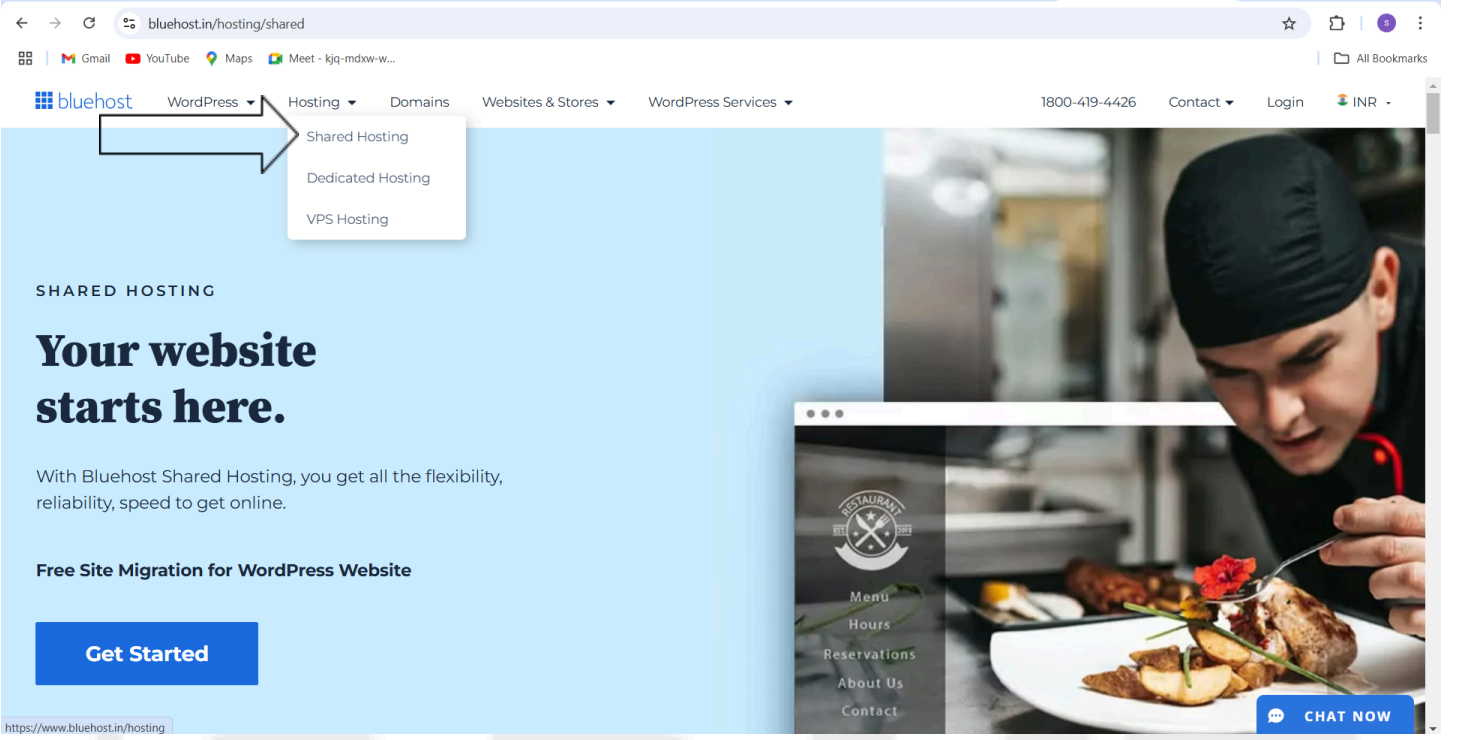 bluehost.in/hosting/shared
S
Gmail YouTube Maps Meet - kjq-mdxw-w... All Bookmarks
bluehost WordPress Hosting Domains Websites & Stores WordPress Services 1800-419-4426 Contact Login INR
Shared Hosting
Dedicated Hosting
VPS Hosting
SHARED HOSTING
Your website
starts here.
With Bluehost Shared Hosting, you get all the flexibility,
reliability, speed to get online.
Free Site Migration for WordPress Website
Get Started
RESTAURANT
EST. 2019
Menu
Hours
Reservations
About Us
Contact
CHAT NOW
https://www.bluehost.in/hosting